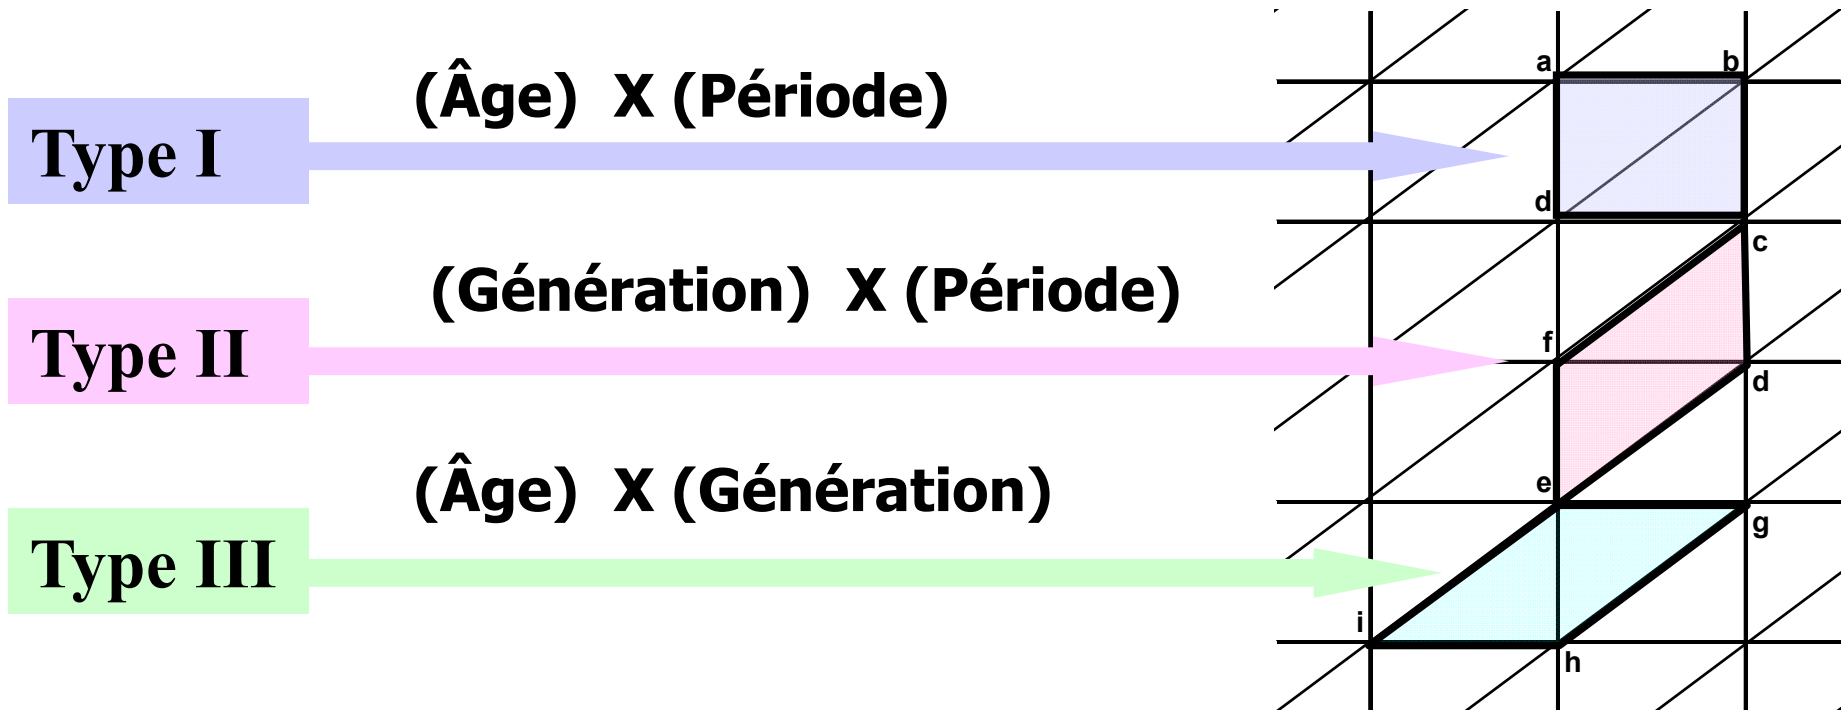 a b
(Âge) X (Période)
Type I
d
c
(Génération) X (Période)
Type II
f
d
(Âge) X (Génération)
e
g
Type III
i
h